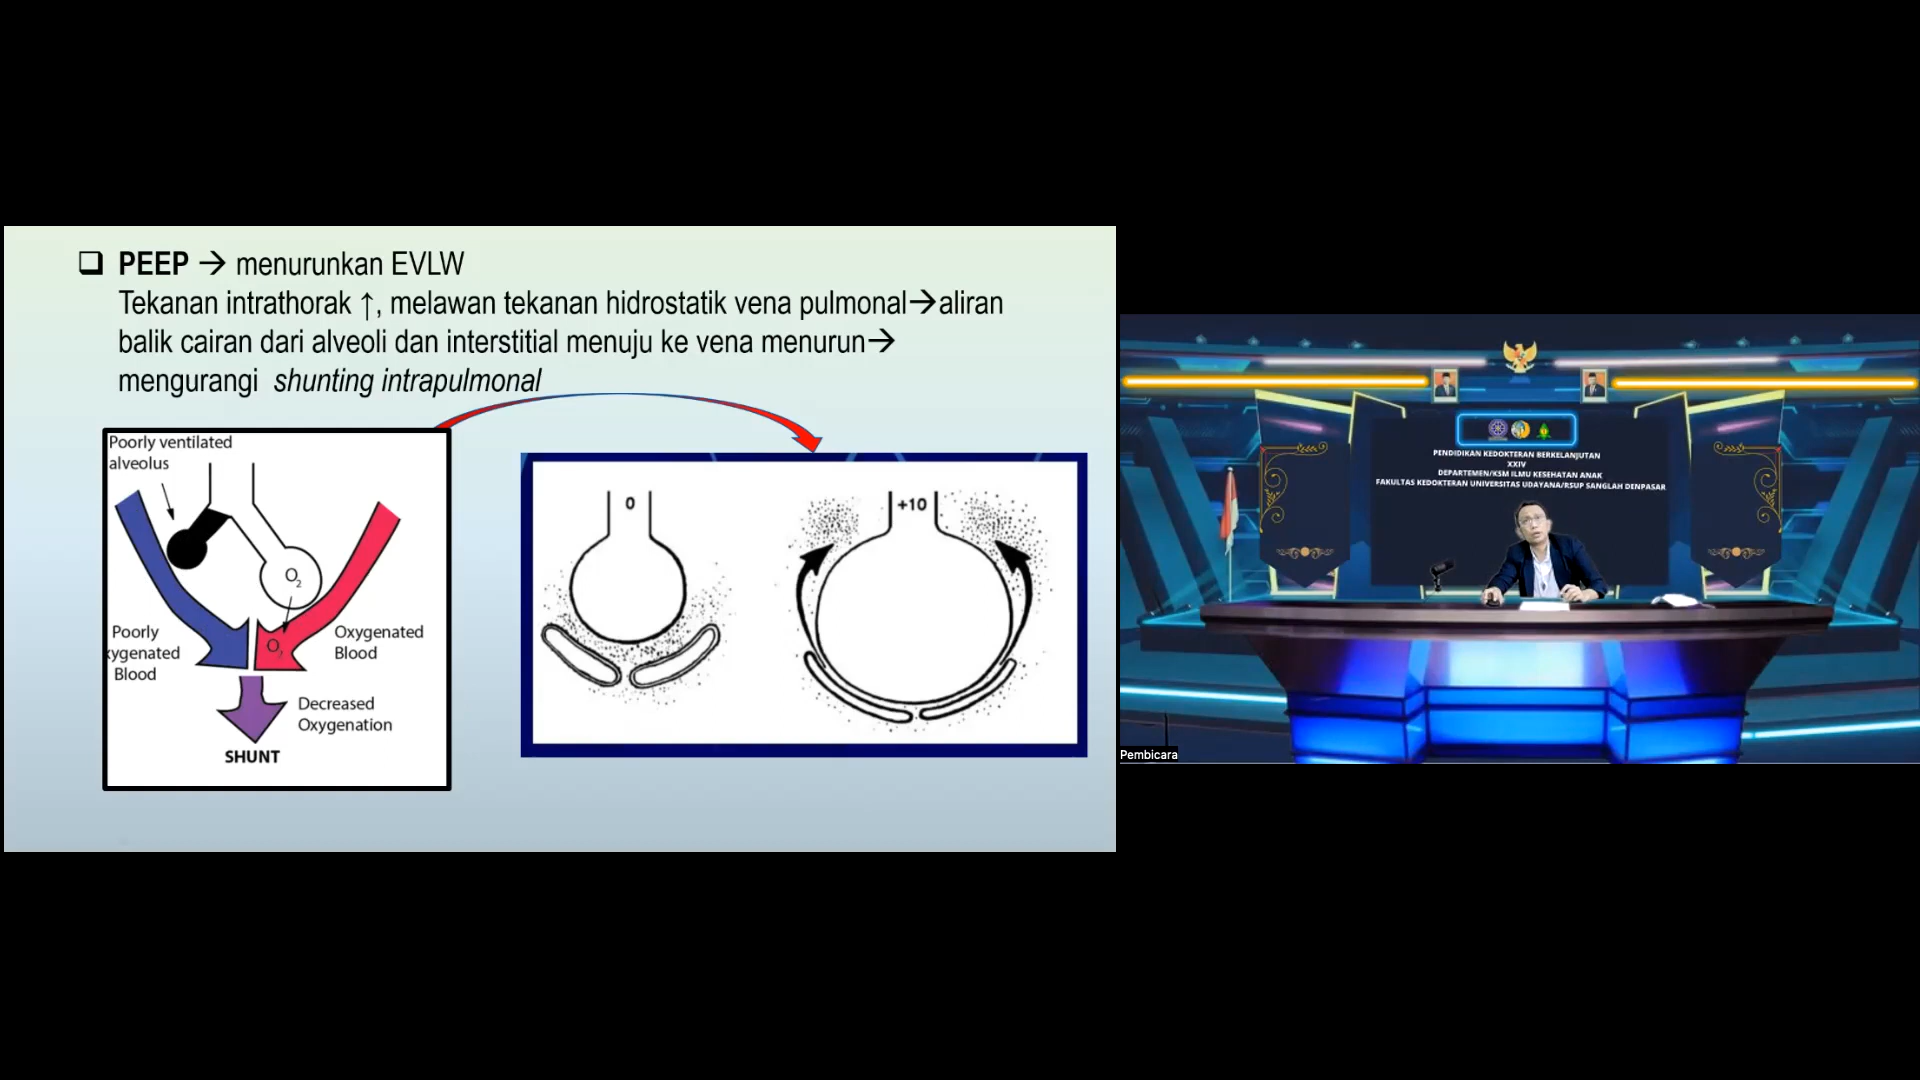 PEEP → menurunkan EVLW
Tekanan intrathorak ↑, melawan tekanan hidrostatik vena pulmonal→aliran
balik cairan dari alveoli dan interstitial menuju ke vena menurun→
mengurangi shunting intrapulmonal
Poorly ventilated
alveolus
O2
O2
Poorly
xygenated
Blood
Oxygenated
Blood
Decreased
Oxygenation
SHUNT
0
+10
PENDIDIKAN KEDOKTERAN BERKELANJUTAN
XXIV
DEPARTEMEN/KSM ILMU KESEHATAN ANAK
FAKULTAS KEDOKTERAN UNIVERSITAS UDAYANA/RSUP SANGLAH DENPASAR
Pembicara